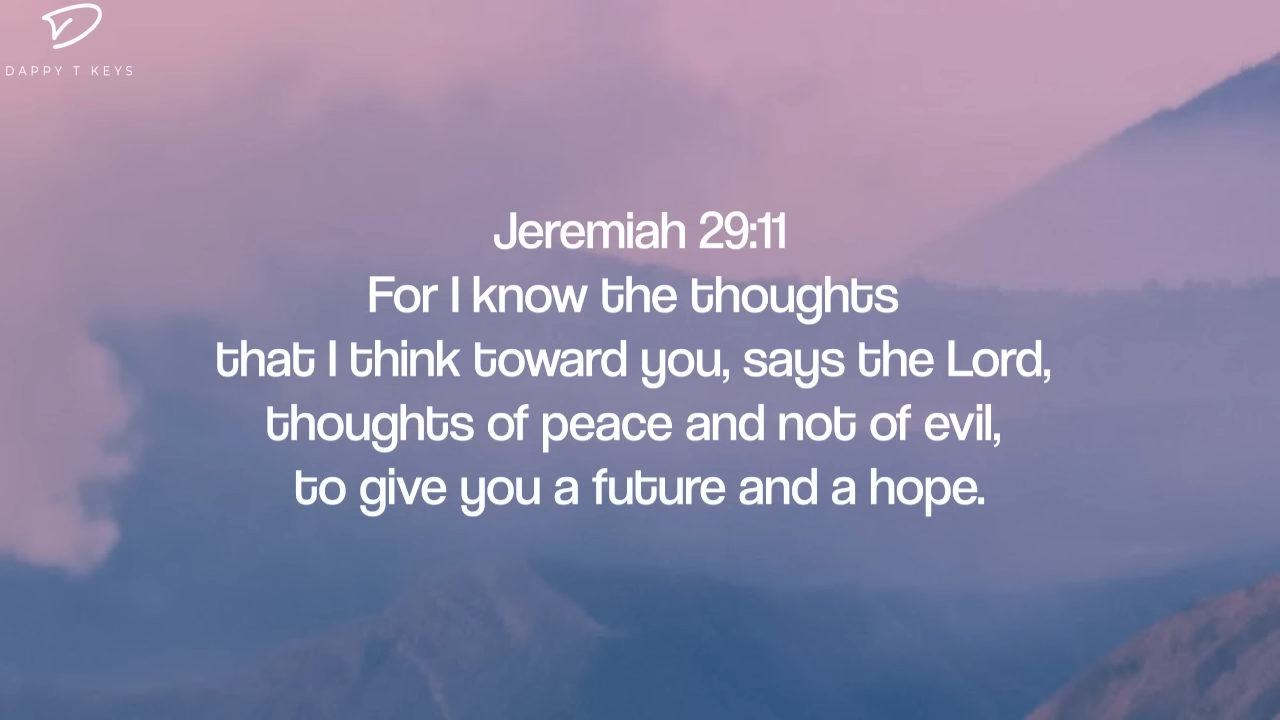 DAPPY T KEYS
Jeremiah 29:11
For I know the thoughts
that I think toward you, says the Lord,
thoughts of peace and not of evil,
to give you a future and a hope.